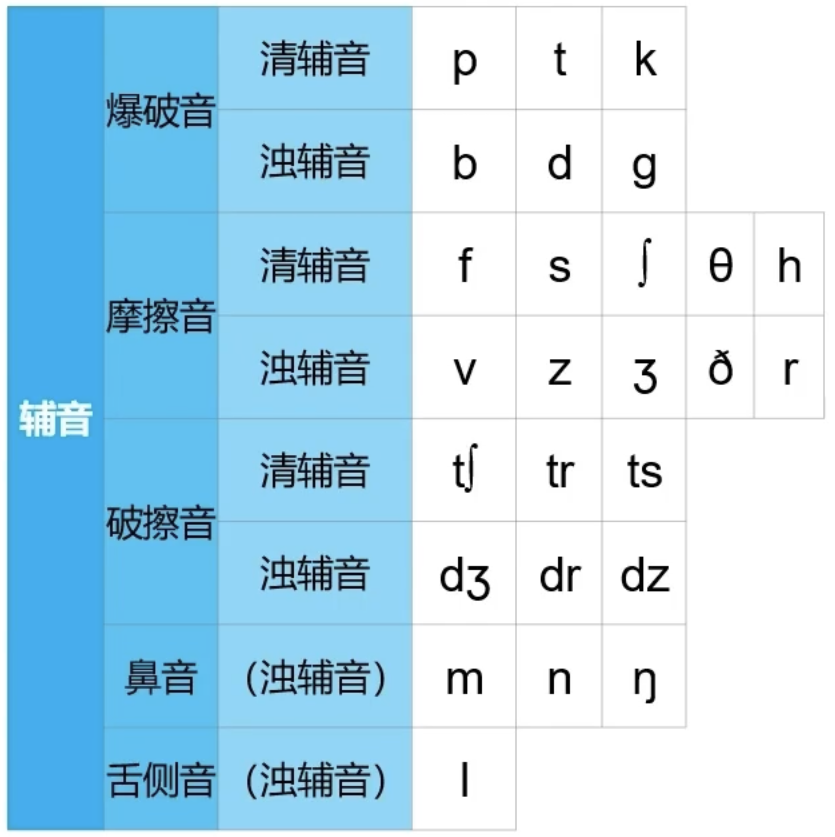 辅音
爆破音
清辅音 p t k
浊辅音 b d g
摩擦音
清辅音 f s ʃ θ h
浊辅音 v z ʒ ð r
破擦音
清辅音 tʃ tr ts
浊辅音 dʒ dr dz
鼻音 (浊辅音) m n ŋ
舌侧音 (浊辅音) l